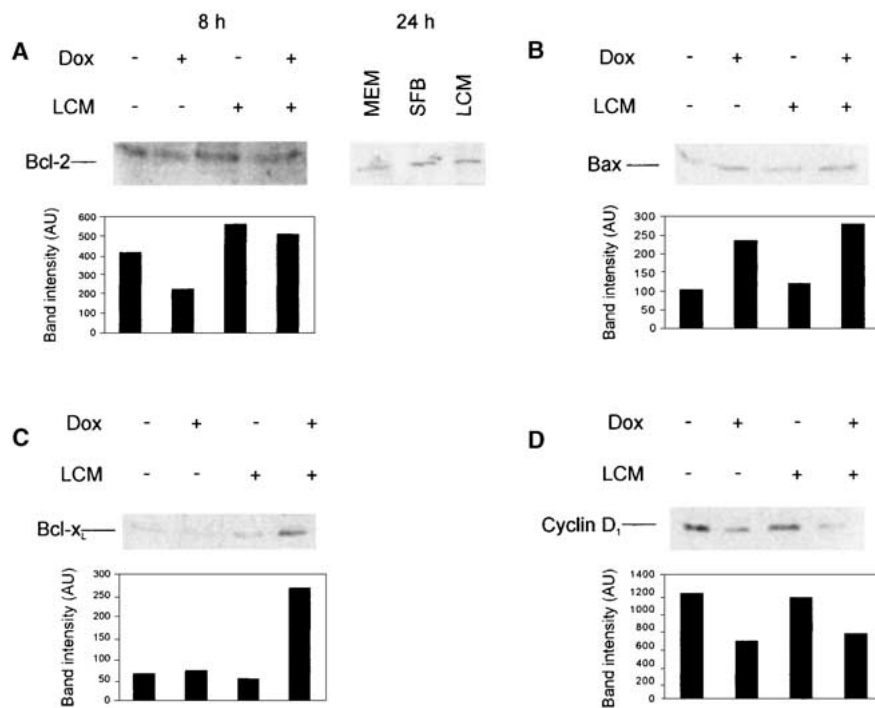 8 h 24 h
A
Dox - + - +
LCM - - + +
MEM SFB LCM
Bcl-2
Band intensity (AU)
600
500
400
300
200
100
0
B
Dox - + - +
LCM - - + +
Bax
Band intensity (AU)
300
250
200
150
100
50
0
C
Dox - + - +
LCM - - + +
Bcl-xL
Band intensity (AU)
300
250
200
150
100
50
0
D
Dox - + - +
LCM - - + +
Cyclin D1
Band intensity (AU)
1400
1200
1000
800
600
400
200
0